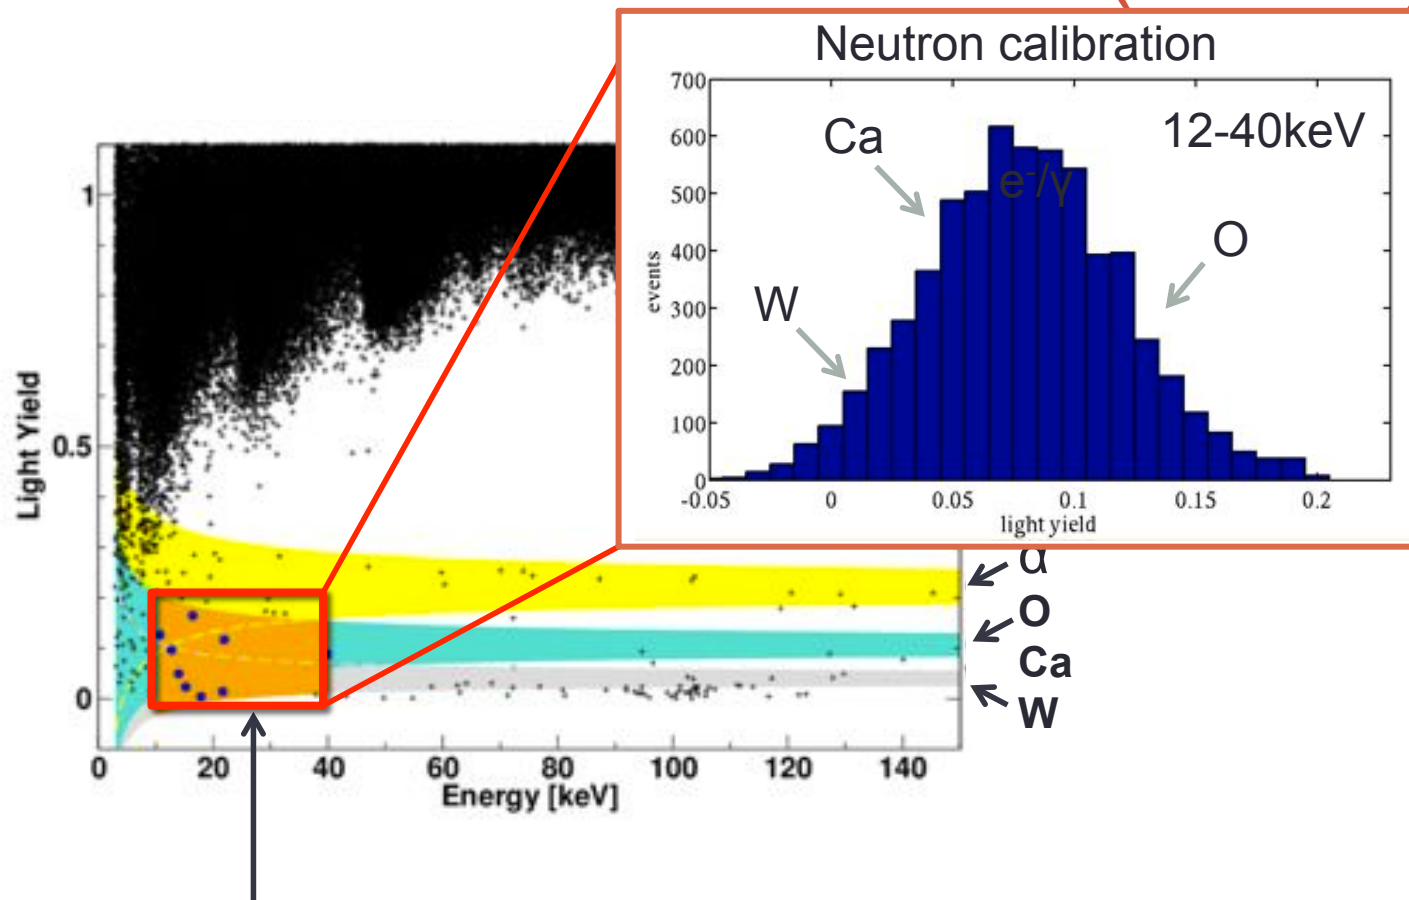 Neutron calibration
700
600
500
400
300
200
100
0
events
Ca
W
e⁻/γ
O
12-40keV
-0.05
0
0.05
0.1
0.15
0.2
light yield
1
0.5
0
Light Yield
α
O
Ca
W
0
20
40
60
80
100
120
140
Energy [keV]